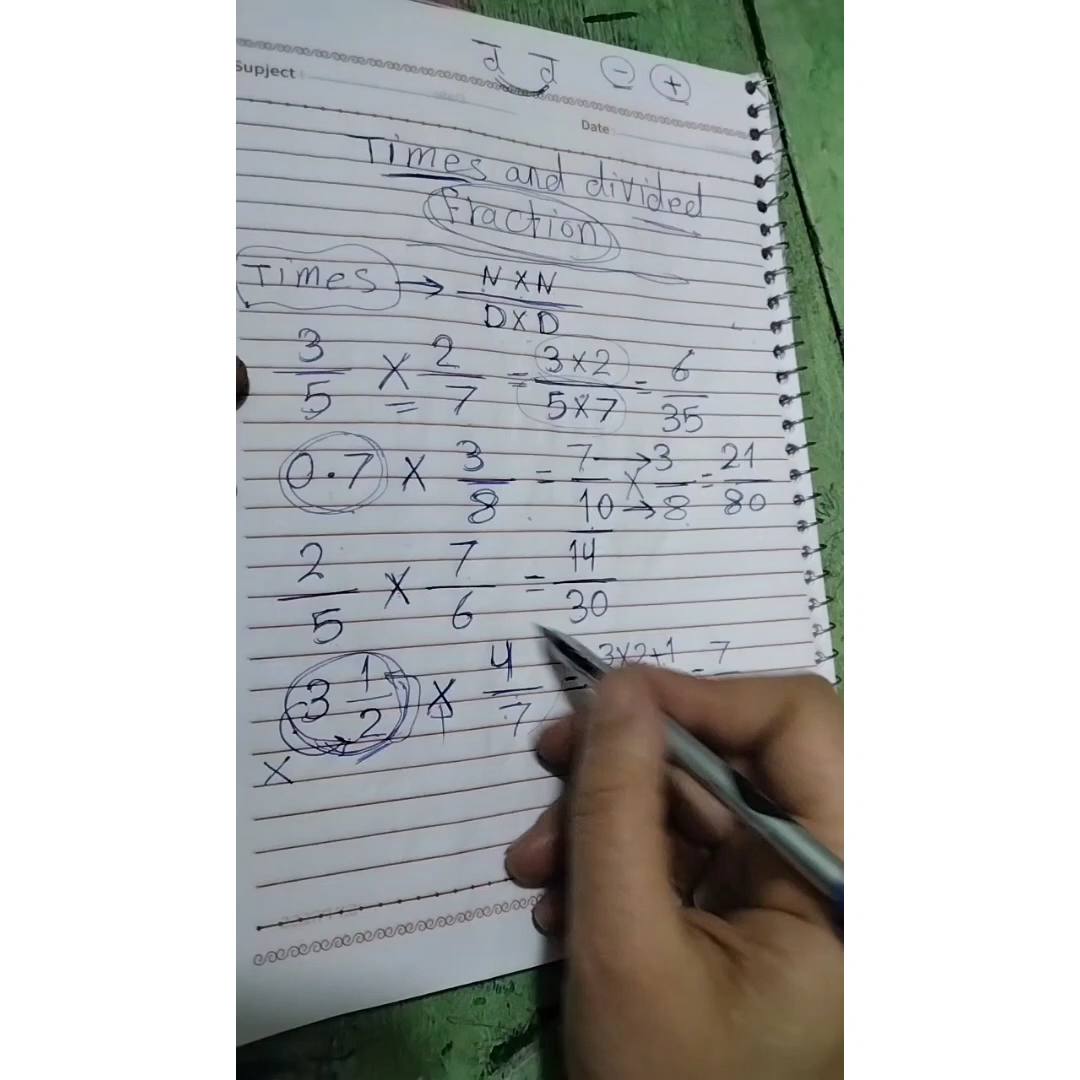 d d - +
Supject :
Date
Times and divided
fraction
Times → N×N / D×D
3/5 × 2/7 = 3×2 / 5×7 = 6/35
0.7 × 3/8 = 7/10 × 3/8 = 21/80
2/5 × 7/6 = 14/30
3 1/2 × 4/7 = 3×2+1 = 7
×